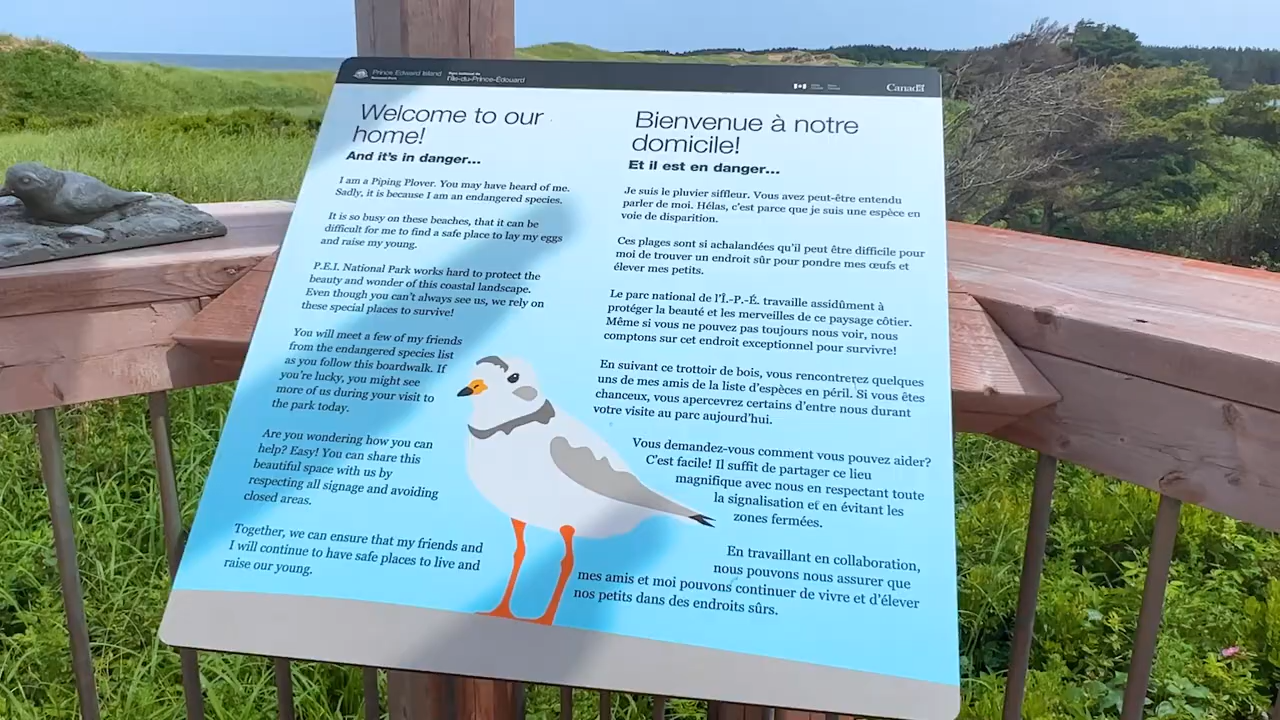 Prince Edward Island
National Park
Parc national de
l'Île-du-Prince-Édouard
Canada
Welcome to our
home!
And it's in danger...
I am a Piping Plover. You may have heard of me.
Sadly, it is because I am an endangered species.
It is so busy on these beaches, that it can be
difficult for me to find a safe place to lay my eggs
and raise my young.
P.E.I. National Park works hard to protect the
beauty and wonder of this coastal landscape.
Even though you can't always see us, we rely on
these special places to survive!
You will meet a few of my friends
from the endangered species list
as you follow this boardwalk. If
you're lucky, you might see
more of us during your visit to
the park today.
Are you wondering how you can
help? Easy! You can share this
beautiful space with us by
respecting all signage and avoiding
closed areas.
Together, we can ensure that my friends and
I will continue to have safe places to live and
raise our young.
Bienvenue à notre
domicile!
Et il est en danger...
Je suis le pluvier siffleur. Vous avez peut-être entendu
parler de moi. Hélas, c'est parce que je suis une espèce en
voie de disparition.
Ces plages sont si achalandées qu'il peut être difficile pour
moi de trouver un endroit sûr pour pondre mes œufs et
élever mes petits.
Le parc national de l'Î.-P.-É. travaille assidûment à
protéger la beauté et les merveilles de ce paysage côtier.
Même si vous ne pouvez pas toujours nous voir, nous
comptons sur cet endroit exceptionnel pour survivre!
En suivant ce trottoir de bois, vous rencontrerez quelques
uns de mes amis de la liste d'espèces en péril. Si vous êtes
chanceux, vous apercevrez certains d'entre nous durant
votre visite au parc aujourd'hui.
Vous demandez-vous comment vous pouvez aider?
C'est facile! Il suffit de partager ce lieu
magnifique avec nous en respectant toute
la signalisation et en évitant les
zones fermées.
En travaillant en collaboration,
nous pouvons nous assurer que
mes amis et moi pouvons continuer de vivre et d'élever
nos petits dans des endroits sûrs.